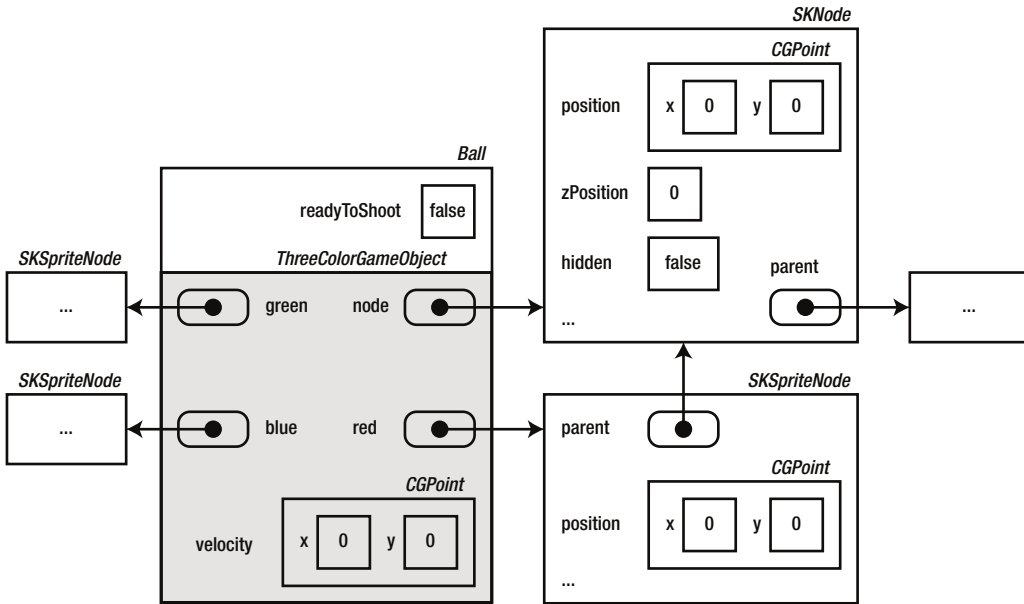 SKNode
CGPoint
position x 0 y 0
zPosition 0
hidden false
parent
...
...
Ball
readyToShoot false
ThreeColorGameObject
green node
blue red
CGPoint
velocity x 0 y 0
SKSpriteNode
...
SKSpriteNode
...
SKSpriteNode
parent
CGPoint
position x 0 y 0
...